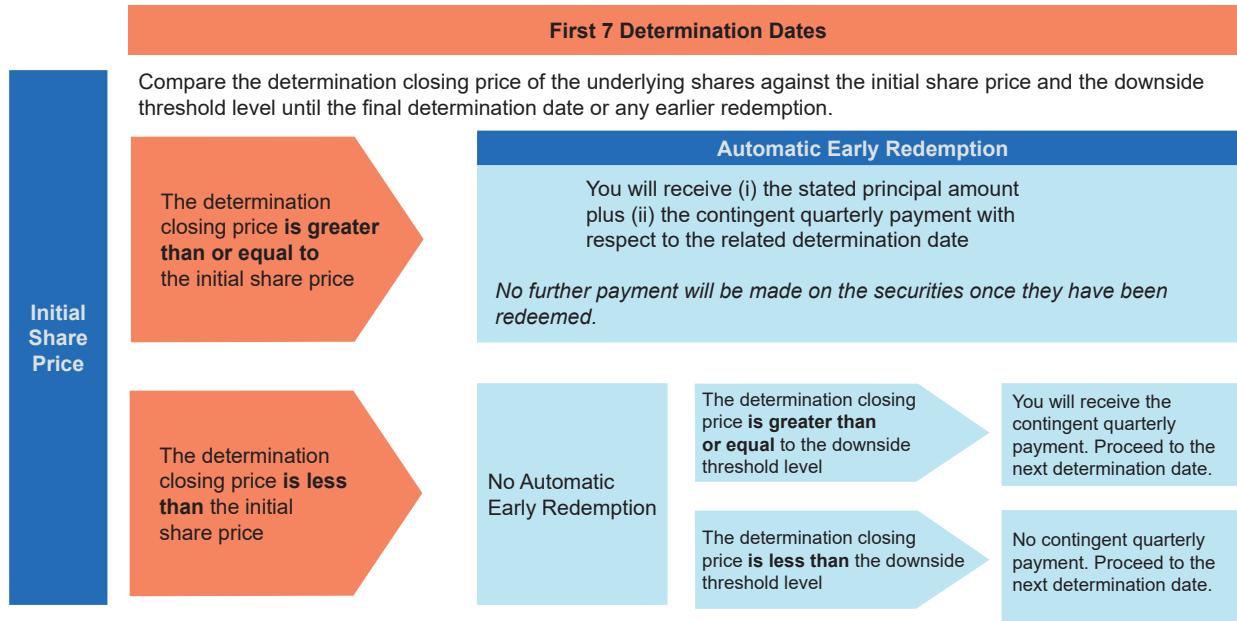 First 7 Determination Dates
Compare the determination closing price of the underlying shares against the initial share price and the downside
threshold level until the final determination date or any earlier redemption.
Initial
Share
Price
The determination
closing price is greater
than or equal to
the initial share price
Automatic Early Redemption
You will receive (i) the stated principal amount
plus (ii) the contingent quarterly payment with
respect to the related determination date
No further payment will be made on the securities once they have been
redeemed.
The determination
closing price is less
than the initial
share price
No Automatic
Early Redemption
The determination closing
price is greater than
or equal to the downside
threshold level
You will receive the
contingent quarterly
payment. Proceed to the
next determination date.
The determination closing
price is less than the downside
threshold level
No contingent quarterly
payment. Proceed to the
next determination date.